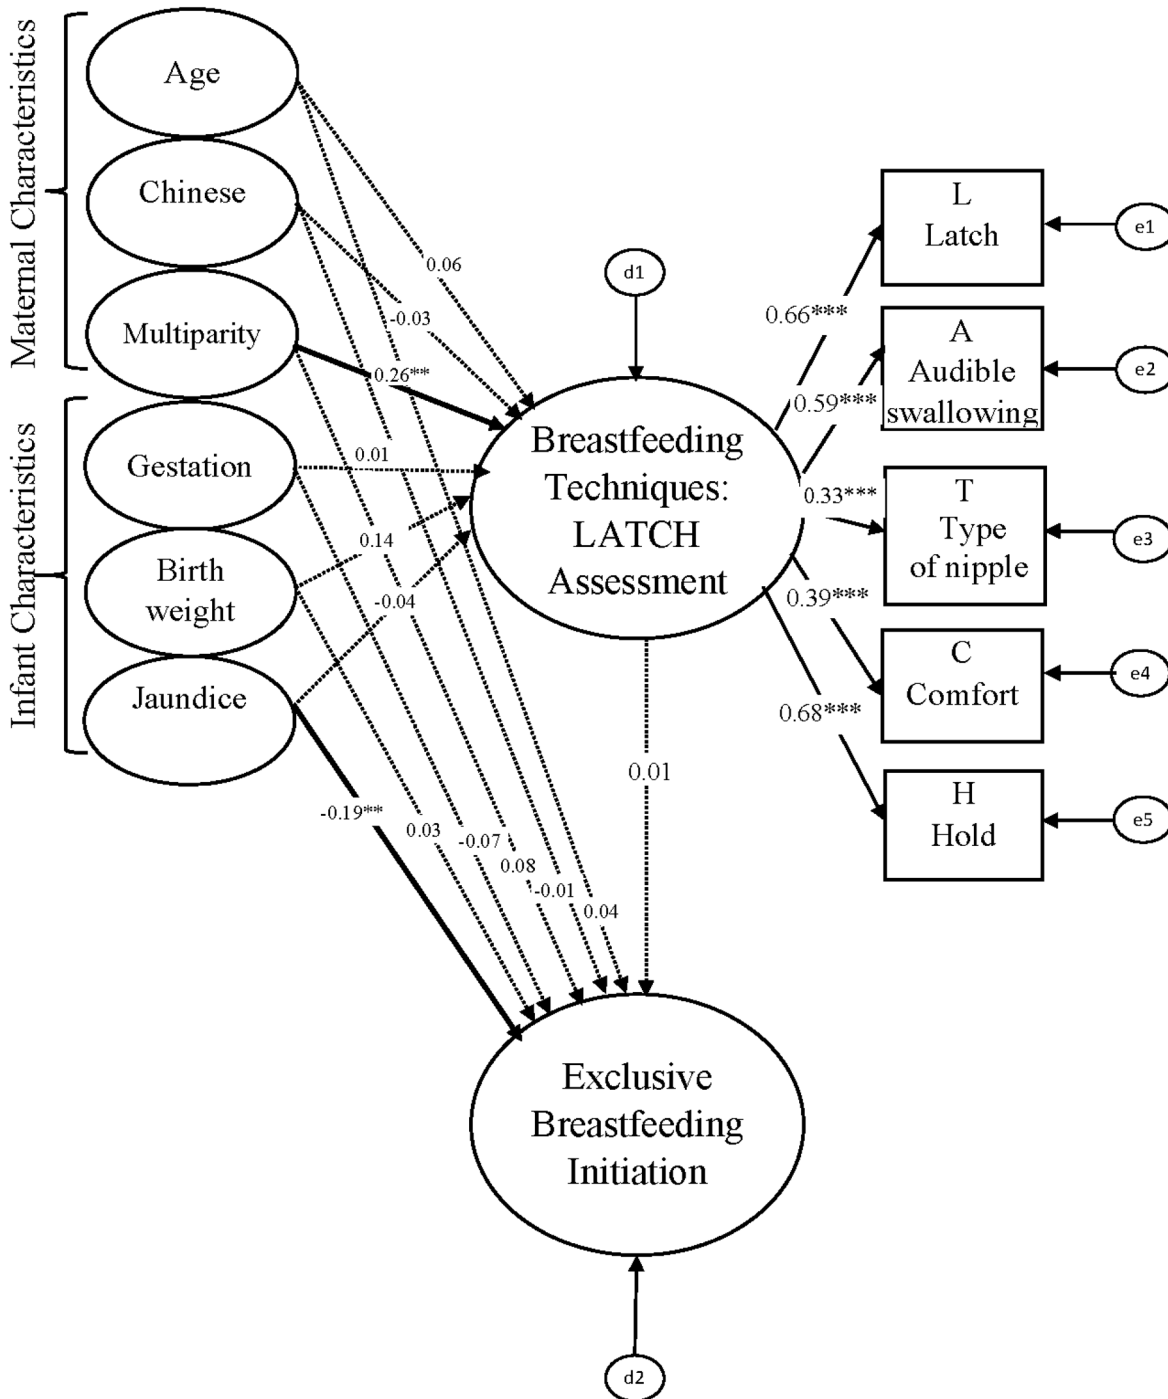 Maternal Characteristics
Age
Chinese
Multiparity
Infant Characteristics
Gestation
Birth
weight
Jaundice
0.06
-0.03
0.26**
0.01
0.14
-0.04
d1
Breastfeeding
Techniques:
LATCH
Assessment
0.66***
0.59***
0.33***
0.39***
0.68***
L
Latch
e1
A
Audible
swallowing
e2
T
Type
of nipple
e3
C
Comfort
e4
H
Hold
e5
-0.19**
0.03
-0.07
0.08
-0.01
0.04
0.01
Exclusive
Breastfeeding
Initiation
d2